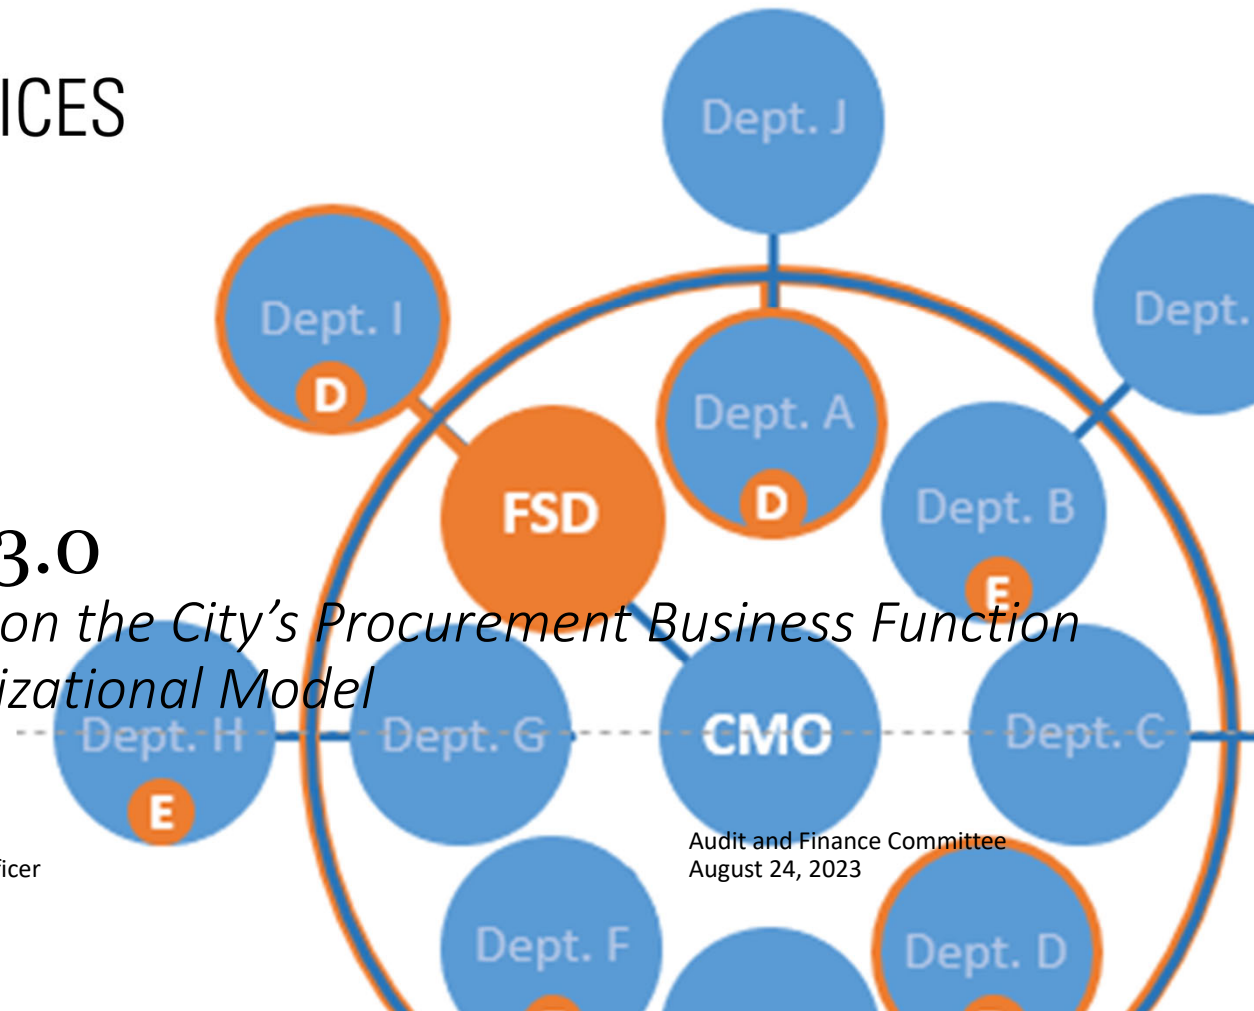 ICES
Dept. J
Dept. I
D
Dept.
Dept. A
D
FSD
Dept. B
E
3.0
on the City’s Procurement Business Function
izational Model
Dept. H
E
Dept. G
CMO
Dept. C
Audit and Finance Committee
August 24, 2023
ficer
Dept. F
Dept. D